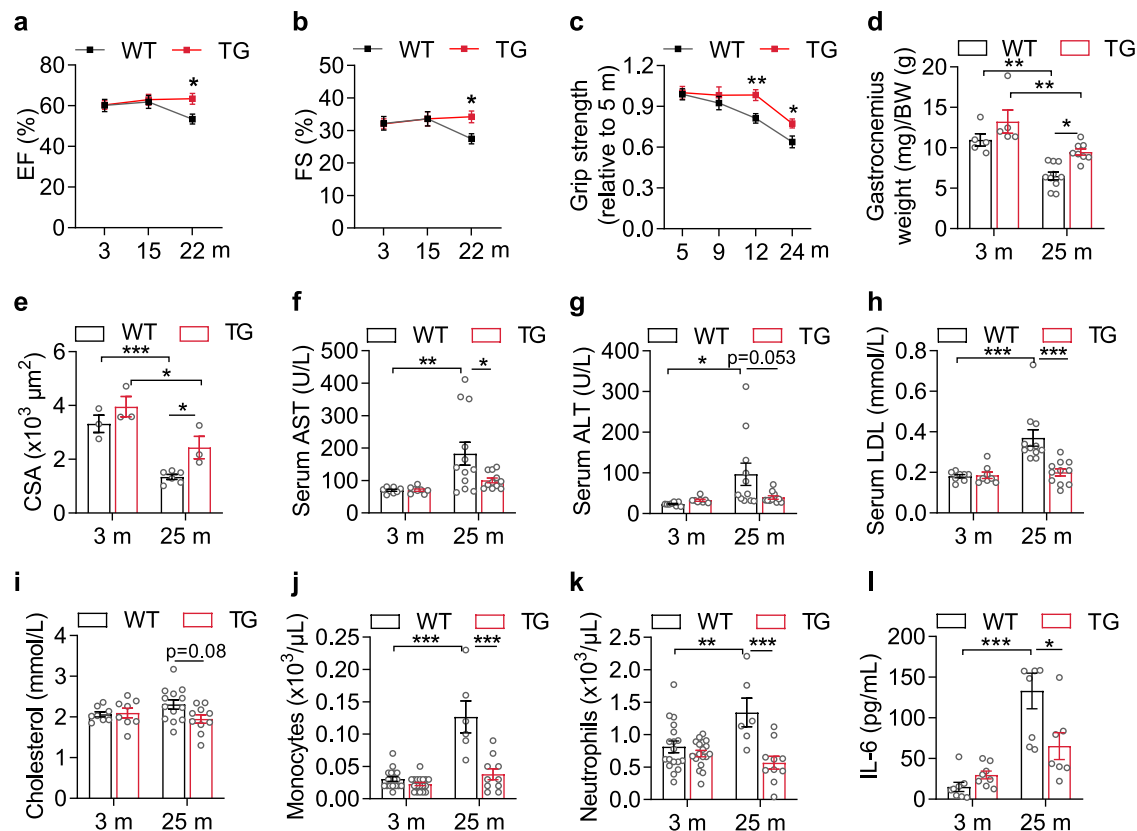 a
WT TG
EF (%)
80
60
40
20
0
*
3 15 22 m
b
WT TG
FS (%)
50
40
30
20
10
0
*
3 15 22 m
c
WT TG
Grip strength
(relative to 5 m)
1.2
0.9
0.6
0.3
0.0
**
*
5 9 12 24 m
d
WT TG
Gastrocnemius
weight (mg)/BW (g)
20
15
10
5
0
**
**
*
3 m 25 m
e
WT TG
CSA (x10³ µm²)
6
4
2
0
***
*
*
3 m 25 m
f
WT TG
Serum AST (U/L)
500
400
300
200
100
0
**
*
3 m 25 m
g
WT TG
Serum ALT (U/L)
400
300
200
100
0
*
p=0.053
3 m 25 m
h
WT TG
Serum LDL (mmol/L)
0.8
0.6
0.4
0.2
0.0
***
***
3 m 25 m
i
WT TG
Cholesterol (mmol/L)
4
3
2
1
0
p=0.08
3 m 25 m
j
WT TG
Monocytes (x10³/µL)
0.25
0.20
0.15
0.10
0.05
0.00
***
***
3 m 25 m
k
WT TG
Neutrophils (x10³/µL)
2.5
2.0
1.5
1.0
0.5
0.0
**
***
3 m 25 m
l
WT TG
IL-6 (pg/mL)
200
150
100
50
0
***
*
3 m 25 m